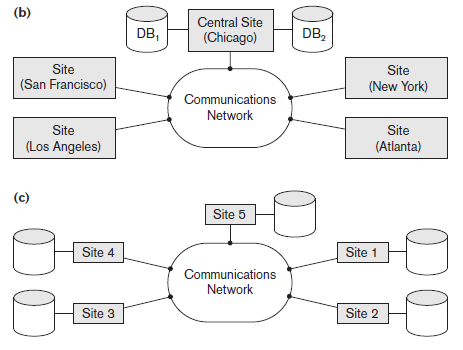 (b)
DB1
Central Site
(Chicago)
DB2
Site
(San Francisco)
Site
(New York)
Communications
Network
Site
(Los Angeles)
Site
(Atlanta)
(c)
Site 5
Site 4
Site 1
Communications
Network
Site 3
Site 2